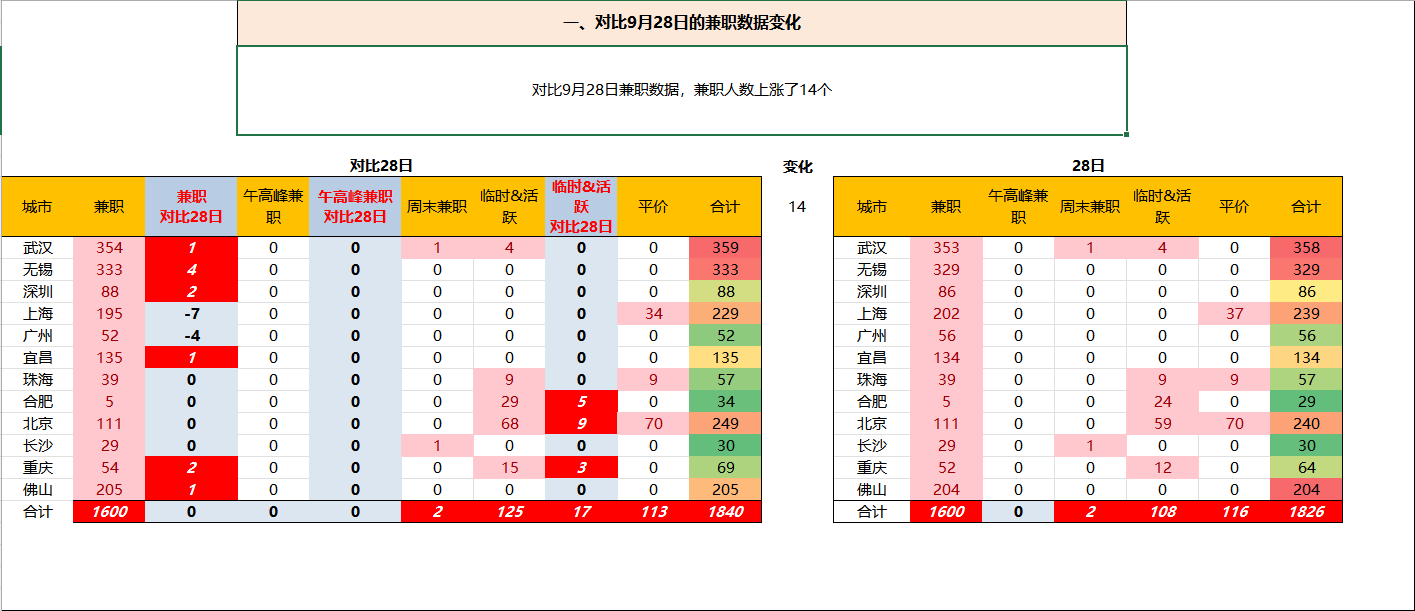 一、对比9月28日的兼职数据变化
对比9月28日兼职数据，兼职人数上涨了14个
对比28日 变化 28日
城市 兼职 兼职 对比28日 午高峰兼职 午高峰兼职 对比28日 周末兼职 临时&活跃 临时&活跃 对比28日 平价 合计 14 城市 兼职 午高峰兼职 周末兼职 临时&活跃 平价 合计
武汉 354 1 0 0 1 4 0 0 359 武汉 353 0 1 4 0 358
无锡 333 4 0 0 0 0 0 0 333 无锡 329 0 0 0 0 329
深圳 88 2 0 0 0 0 0 0 88 深圳 86 0 0 0 0 86
上海 195 -7 0 0 0 0 0 34 229 上海 202 0 0 0 37 239
广州 52 -4 0 0 0 0 0 0 52 广州 56 0 0 0 0 56
宜昌 135 1 0 0 0 0 0 0 135 宜昌 134 0 0 0 0 134
珠海 39 0 0 0 0 9 0 9 57 珠海 39 0 0 9 9 57
合肥 5 0 0 0 0 29 5 0 34 合肥 5 0 0 24 0 29
北京 111 0 0 0 0 68 9 70 249 北京 111 0 0 59 70 240
长沙 29 0 0 0 1 0 0 0 30 长沙 29 0 1 0 0 30
重庆 54 2 0 0 0 15 3 0 69 重庆 52 0 0 12 0 64
佛山 205 1 0 0 0 0 0 0 205 佛山 204 0 0 0 0 204
合计 1600 0 0 0 2 125 17 113 1840 合计 1600 0 2 108 116 1826